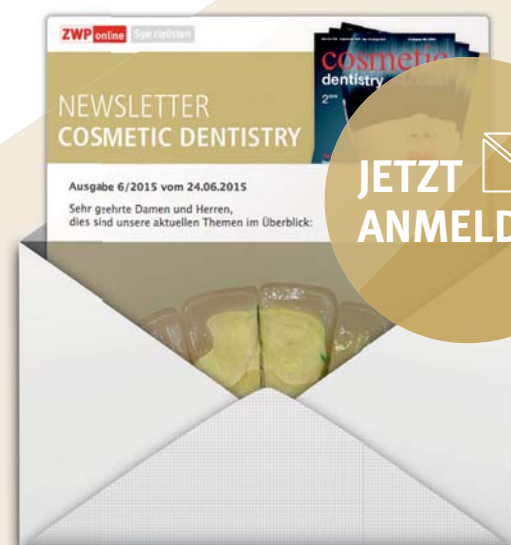 ZWP online Spezialisten
cosmetic
dentistry
2
NEWSLETTER
COSMETIC DENTISTRY
Ausgabe 6/2015 vom 24.06.2015
Sehr geehrte Damen und Herren,
dies sind unsere aktuellen Themen im Überblick:
JETZT
ANMELD